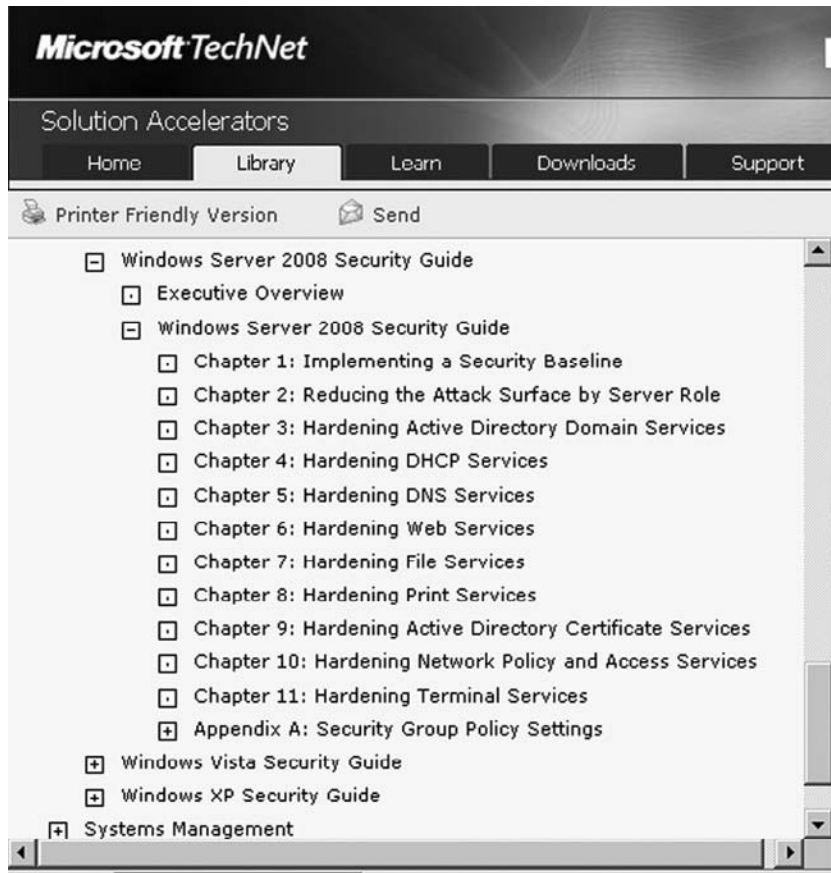 Microsoft TechNet
Solution Accelerators
Home Library Learn Downloads Support
Printer Friendly Version Send
Windows Server 2008 Security Guide
Executive Overview
Windows Server 2008 Security Guide
Chapter 1: Implementing a Security Baseline
Chapter 2: Reducing the Attack Surface by Server Role
Chapter 3: Hardening Active Directory Domain Services
Chapter 4: Hardening DHCP Services
Chapter 5: Hardening DNS Services
Chapter 6: Hardening Web Services
Chapter 7: Hardening File Services
Chapter 8: Hardening Print Services
Chapter 9: Hardening Active Directory Certificate Services
Chapter 10: Hardening Network Policy and Access Services
Chapter 11: Hardening Terminal Services
Appendix A: Security Group Policy Settings
Windows Vista Security Guide
Windows XP Security Guide
Systems Management